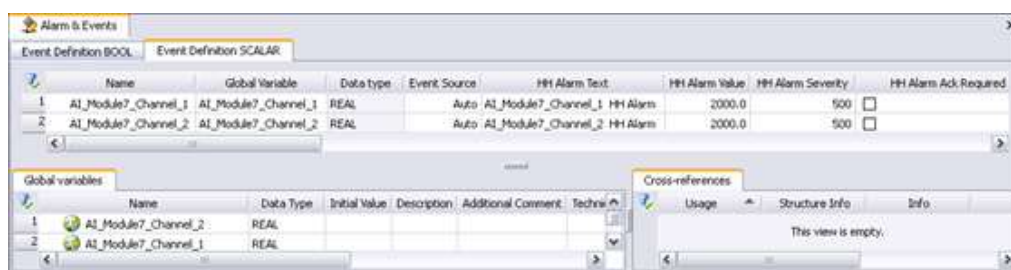 Alarm & Events
Event Definition BOOL Event Definition SCALAR
Name Global Variable Data type Event Source HH Alarm Text HH Alarm Value HH Alarm Severity HH Alarm Ack Required
1 AI_Module7_Channel_1 AI_Module7_Channel_1 REAL Auto AI_Module7_Channel_1 HH Alarm 2000.0 500
2 AI_Module7_Channel_2 AI_Module7_Channel_2 REAL Auto AI_Module7_Channel_2 HH Alarm 2000.0 500
Global variables Cross-references
Name Data Type Initial Value Description Additional Comment Techni Usage Structure Info Info
1 AI_Module7_Channel_2 REAL
This view is empty.
2 AI_Module7_Channel_1 REAL